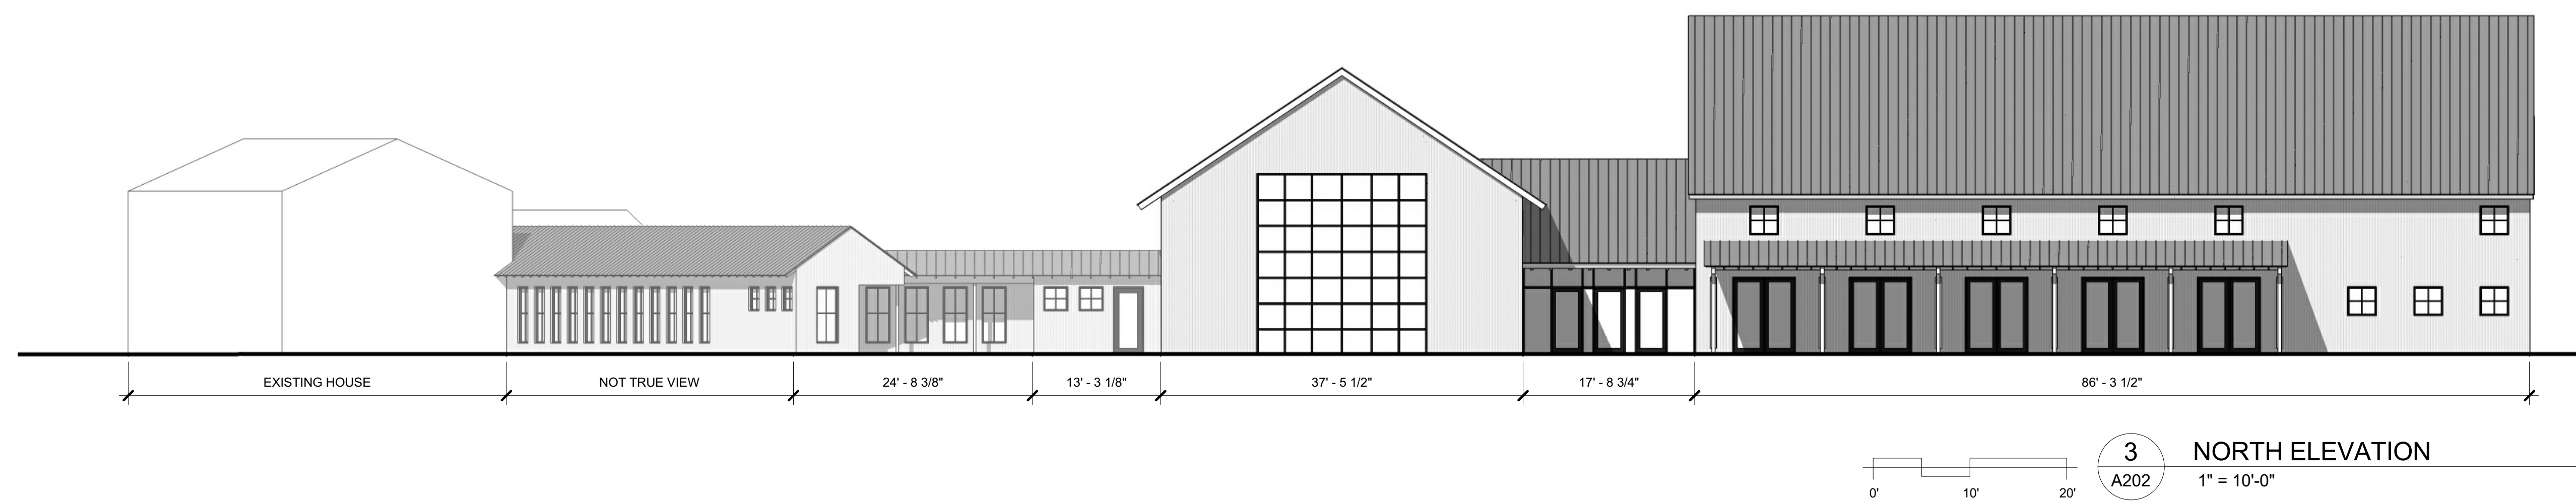 EXISTING HOUSE
NOT TRUE VIEW
24' - 8 3/8"
13' - 3 1/8"
37' - 5 1/2"
17' - 8 3/4"
86' - 3 1/2"
0'
10'
20'
3
A202
NORTH ELEVATION
1" = 10'-0"